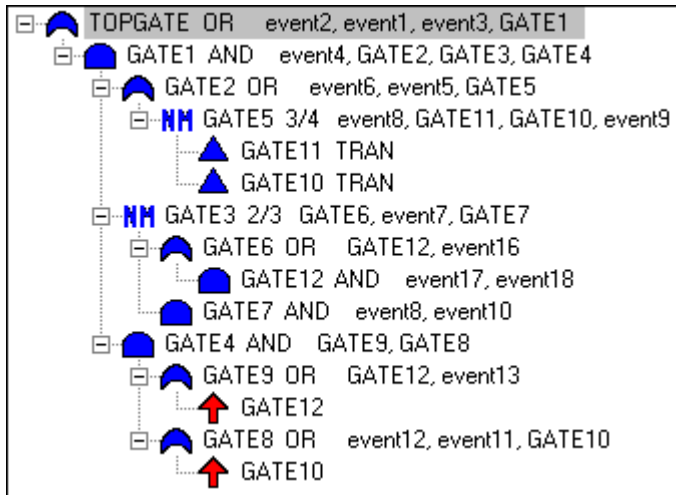 TOPGATE OR event2, event1, event3, GATE1
GATE1 AND event4, GATE2, GATE3, GATE4
GATE2 OR event6, event5, GATE5
NM GATE5 3/4 event8, GATE11, GATE10, event9
GATE11 TRAN
GATE10 TRAN
NM GATE3 2/3 GATE6, event7, GATE7
GATE6 OR GATE12, event16
GATE12 AND event17, event18
GATE7 AND event8, event10
GATE4 AND GATE9, GATE8
GATE9 OR GATE12, event13
GATE12
GATE8 OR event12, event11, GATE10
GATE10